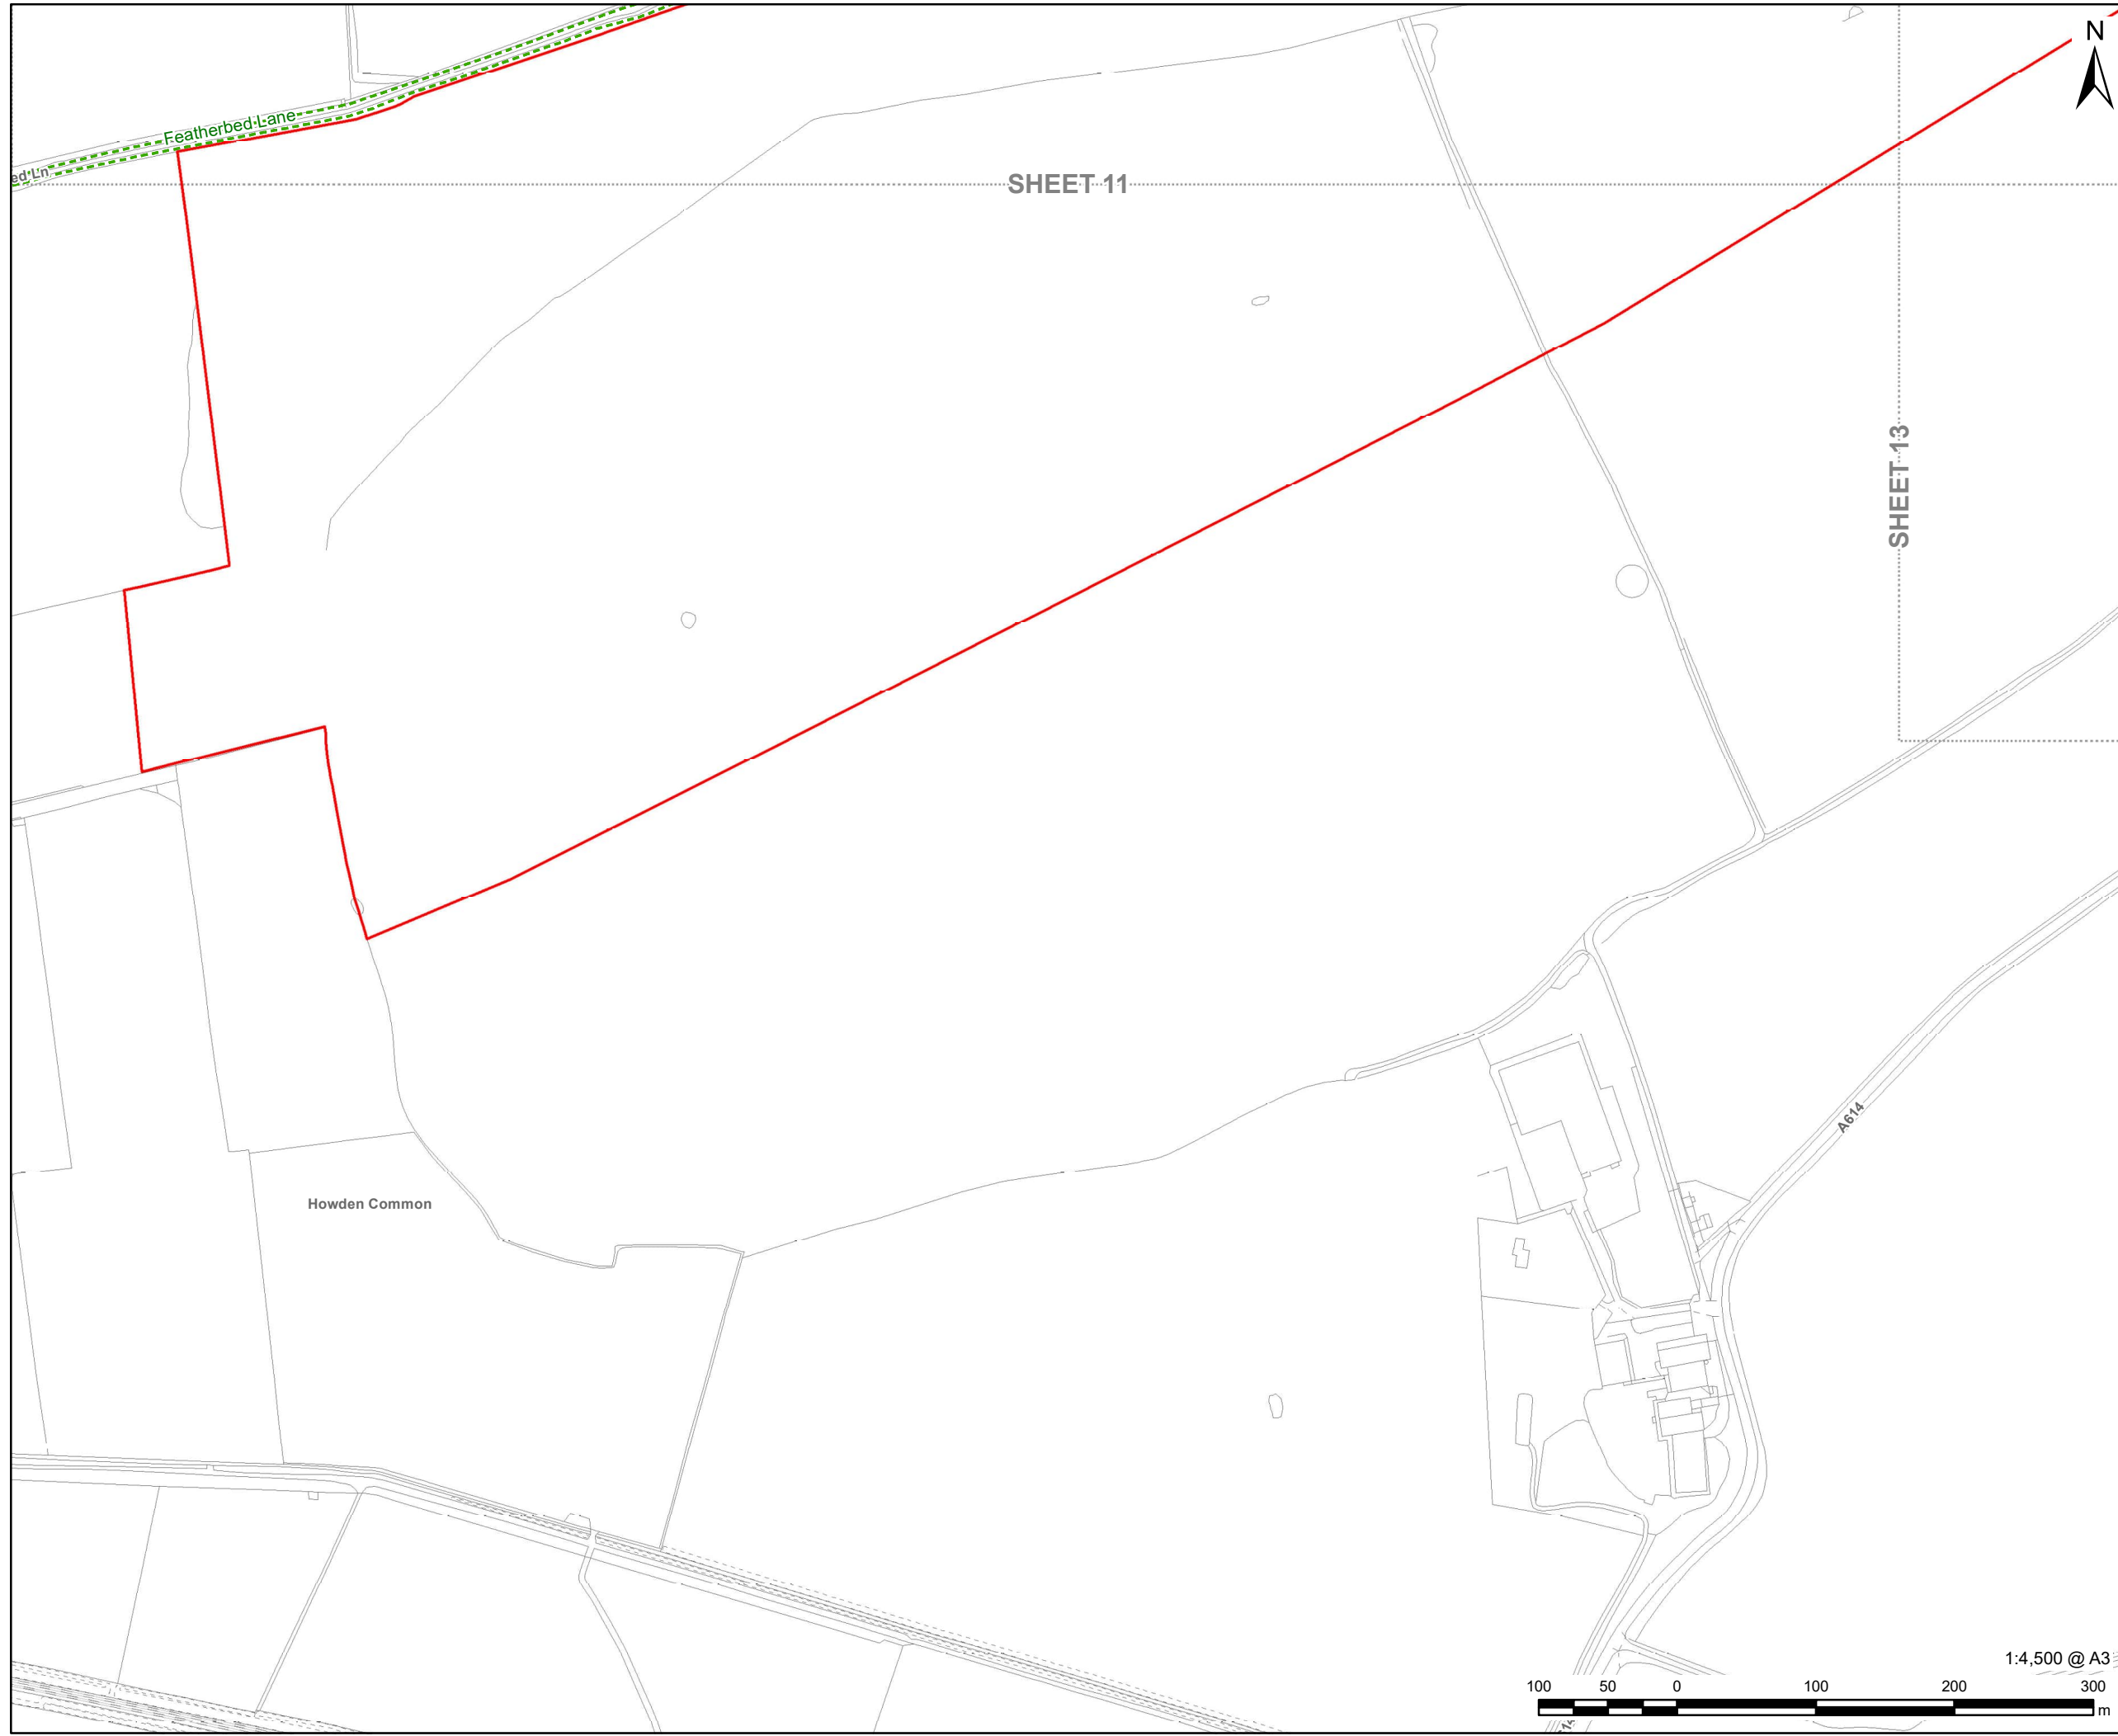 N
Featherbed Lane
ed Ln
SHEET 11
SHEET 13
A614
Howden Common
1:4,500 @ A3
100 50 0 100 200 300
m